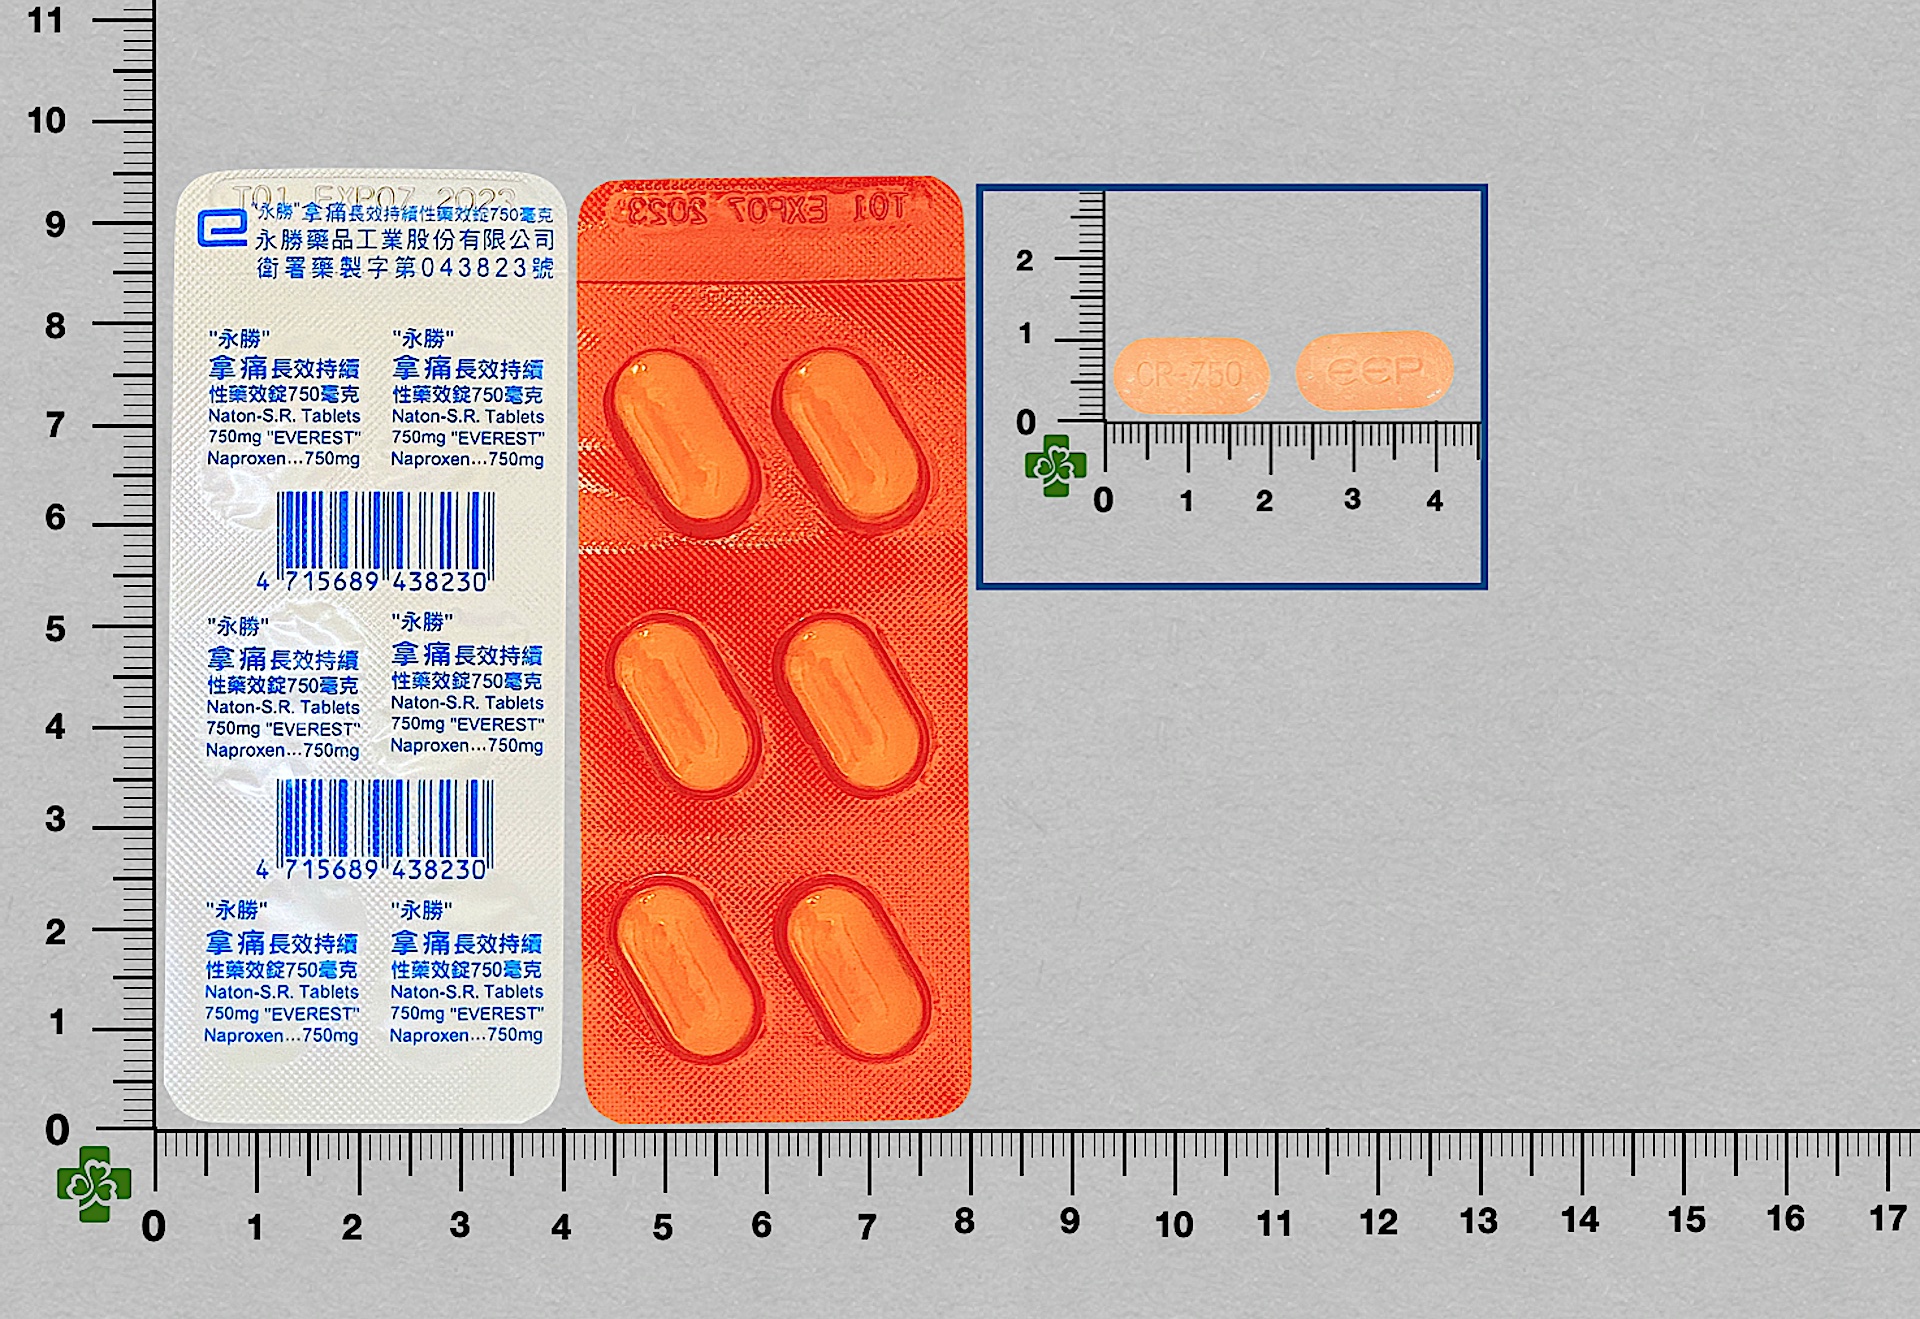 T01 EXP07 2023
"永勝"拿痛長效持續性藥效錠750毫克
永勝藥品工業股份有限公司
衛署藥製字第043823號
"永勝"
拿痛長效持續
性藥效錠750毫克
Naton-S.R. Tablets
750mg "EVEREST"
Naproxen...750mg
"永勝"
拿痛長效持續
性藥效錠750毫克
Naton-S.R. Tablets
750mg "EVEREST"
Naproxen...750mg
4 715689 438230
"永勝"
拿痛長效持續
性藥效錠750毫克
Naton-S.R. Tablets
750mg "EVEREST"
Naproxen...750mg
"永勝"
拿痛長效持續
性藥效錠750毫克
Naton-S.R. Tablets
750mg "EVEREST"
Naproxen...750mg
4 715689 438230
"永勝"
拿痛長效持續
性藥效錠750毫克
Naton-S.R. Tablets
750mg "EVEREST"
Naproxen...750mg
"永勝"
拿痛長效持續
性藥效錠750毫克
Naton-S.R. Tablets
750mg "EVEREST"
Naproxen...750mg
T01 EXP07 2023
CR-750
EEP
2
1
0
0 1 2 3 4
11
10
9
8
7
6
5
4
3
2
1
0
0 1 2 3 4 5 6 7 8 9 10 11 12 13 14 15 16 17